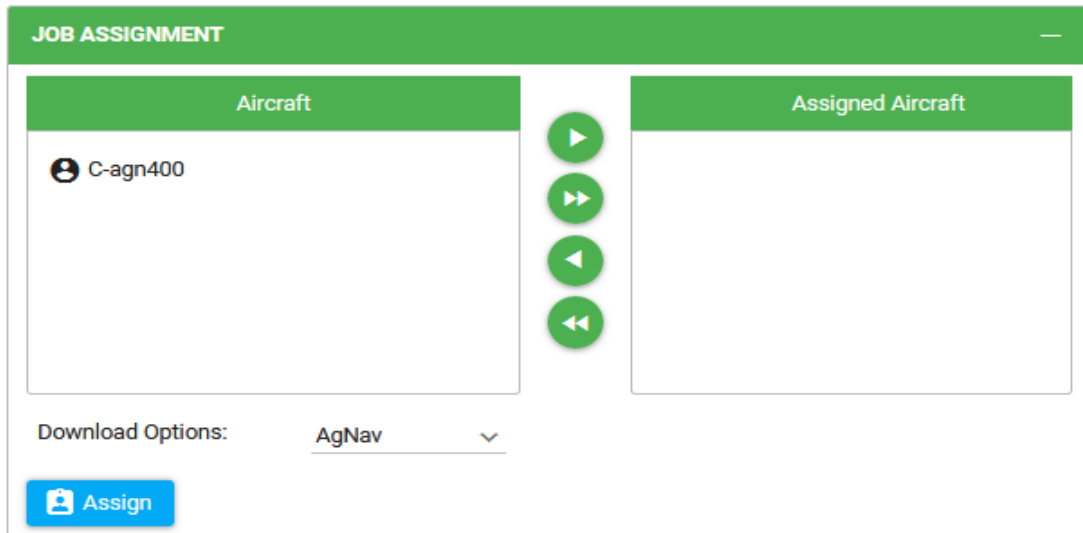 JOB ASSIGNMENT
Aircraft
Assigned Aircraft
C-agn400
Download Options:
AgNav
Assign